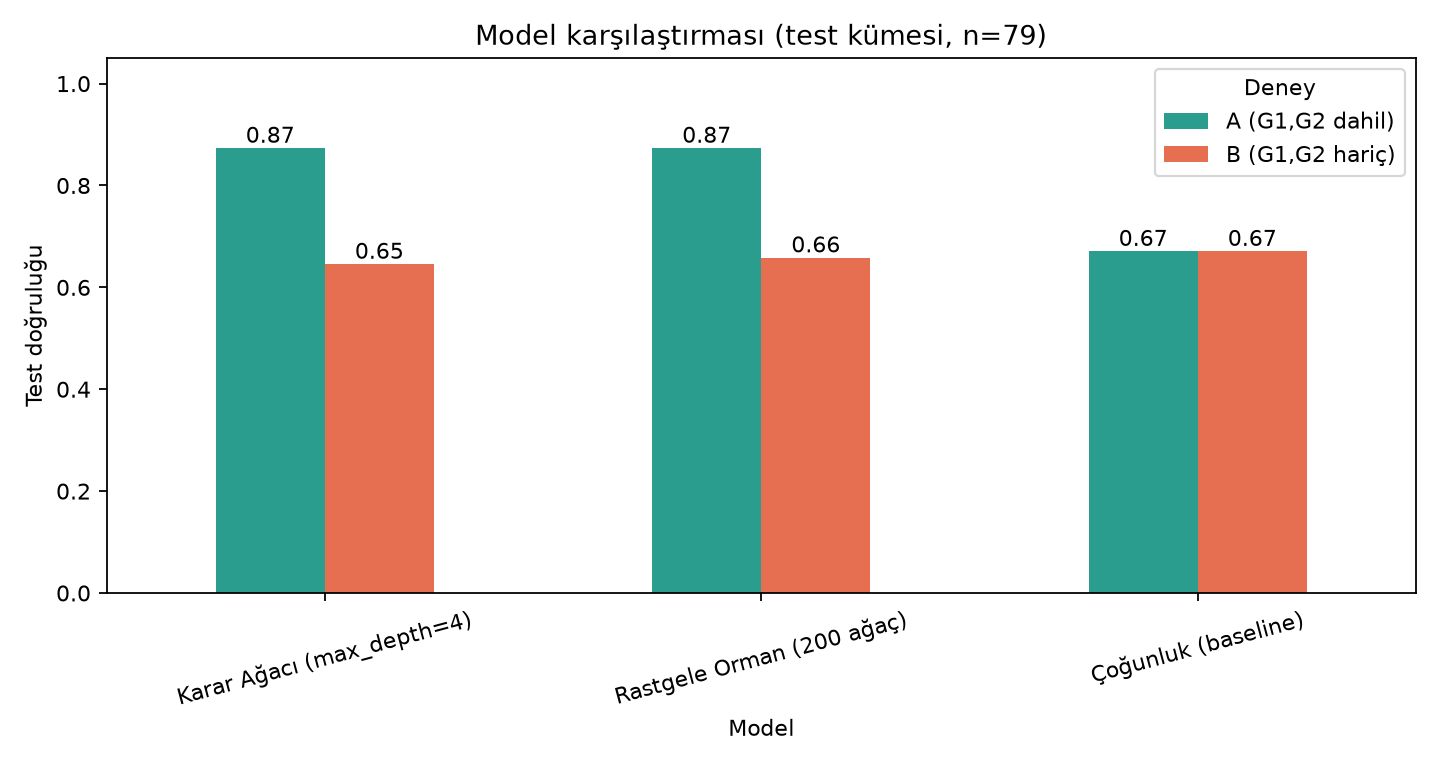 Model karşılaştırması (test kümesi, n=79)
Deney
A (G1,G2 dahil)
B (G1,G2 hariç)
Test doğruluğu
1.0
0.8
0.6
0.4
0.2
0.0
0.87
0.65
0.87
0.66
0.67
0.67
Karar Ağacı (max_depth=4)
Rastgele Orman (200 ağaç)
Çoğunluk (baseline)
Model